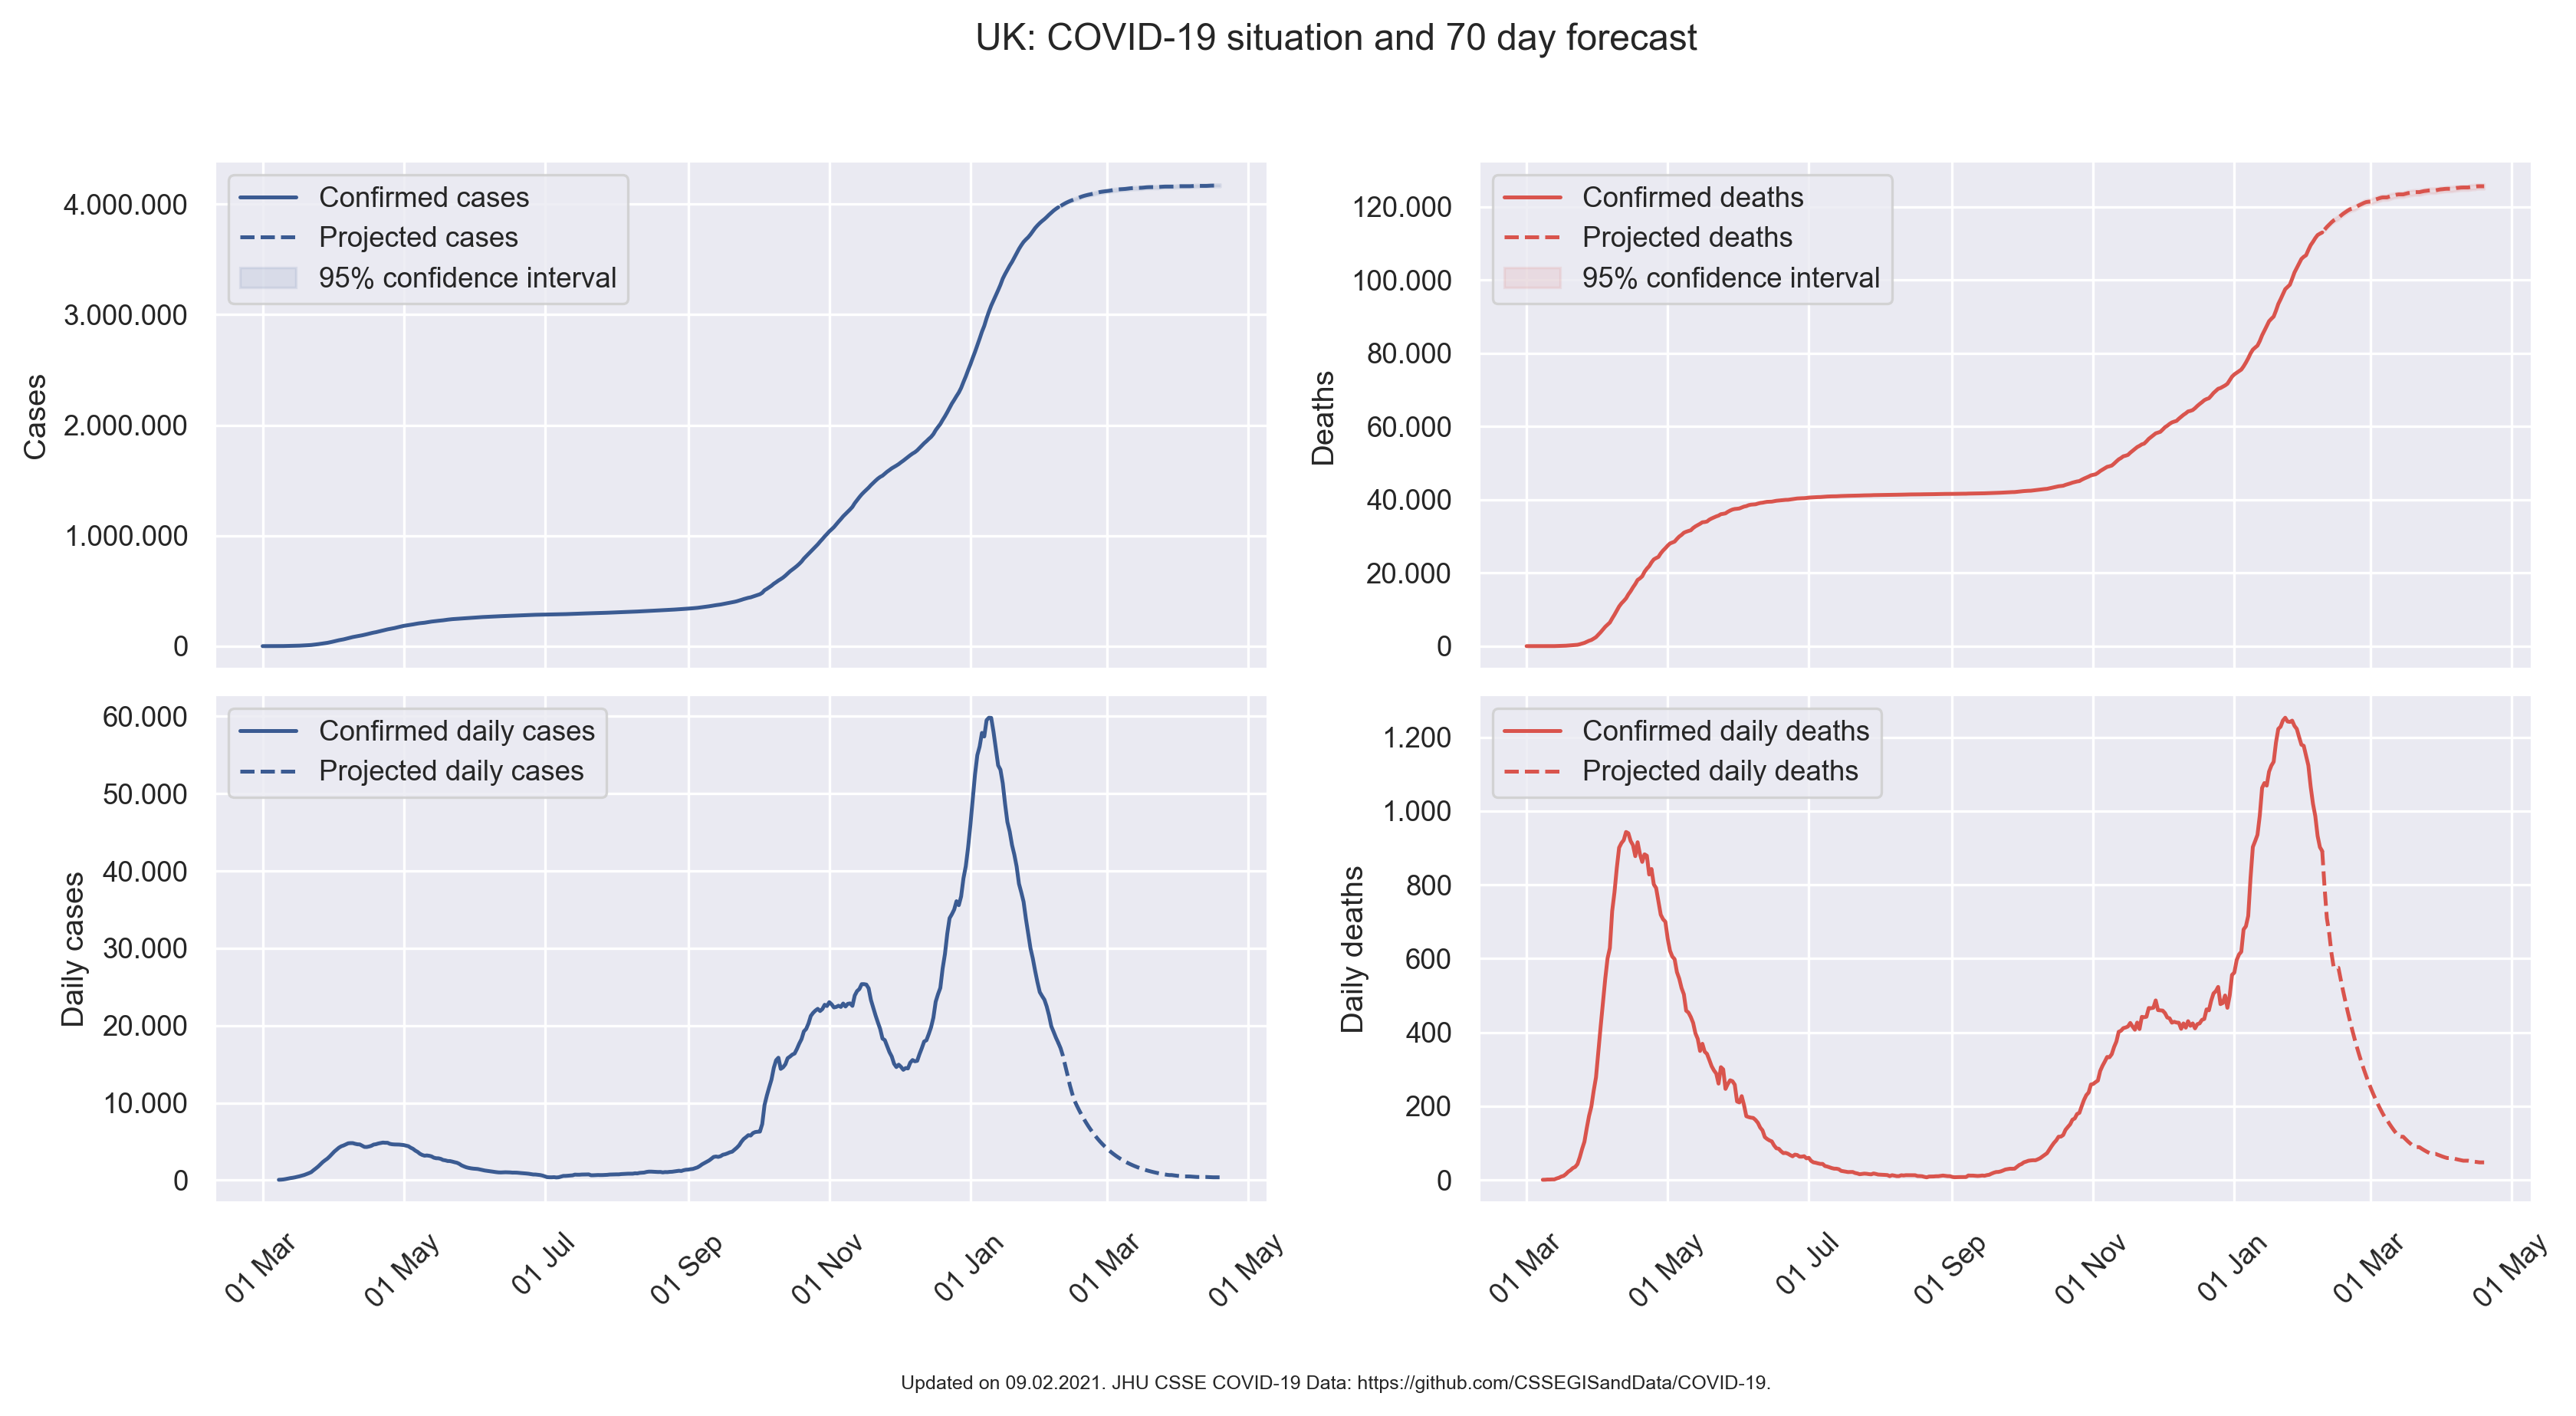 UK: COVID-19 situation and 70 day forecast
Cases
4.000.000
3.000.000
2.000.000
1.000.000
0
Confirmed cases
Projected cases
95% confidence interval
Deaths
120.000
100.000
80.000
60.000
40.000
20.000
0
Confirmed deaths
Projected deaths
95% confidence interval
Daily cases
60.000
50.000
40.000
30.000
20.000
10.000
0
Confirmed daily cases
Projected daily cases
01 Mar
01 May
01 Jul
01 Sep
01 Nov
01 Jan
01 Mar
01 May
Daily deaths
1.200
1.000
800
600
400
200
0
Confirmed daily deaths
Projected daily deaths
01 Mar
01 May
01 Jul
01 Sep
01 Nov
01 Jan
01 Mar
01 May
Updated on 09.02.2021. JHU CSSE COVID-19 Data: https://github.com/CSSEGISandData/COVID-19.